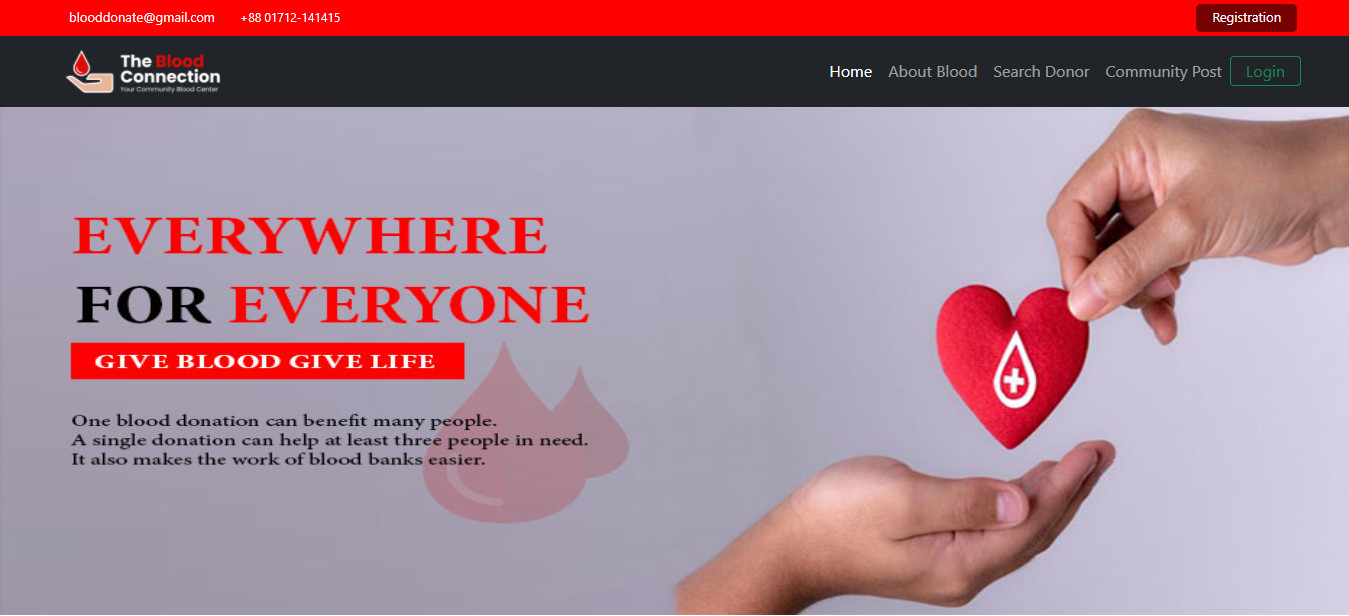 blooddonate@gmail.com +88 01712-141415 Registration
The Blood
Connection
Your Community Blood Center
Home About Blood Search Donor Community Post Login
EVERYWHERE
FOR EVERYONE
GIVE BLOOD GIVE LIFE
One blood donation can benefit many people.
A single donation can help at least three people in need.
It also makes the work of blood banks easier.